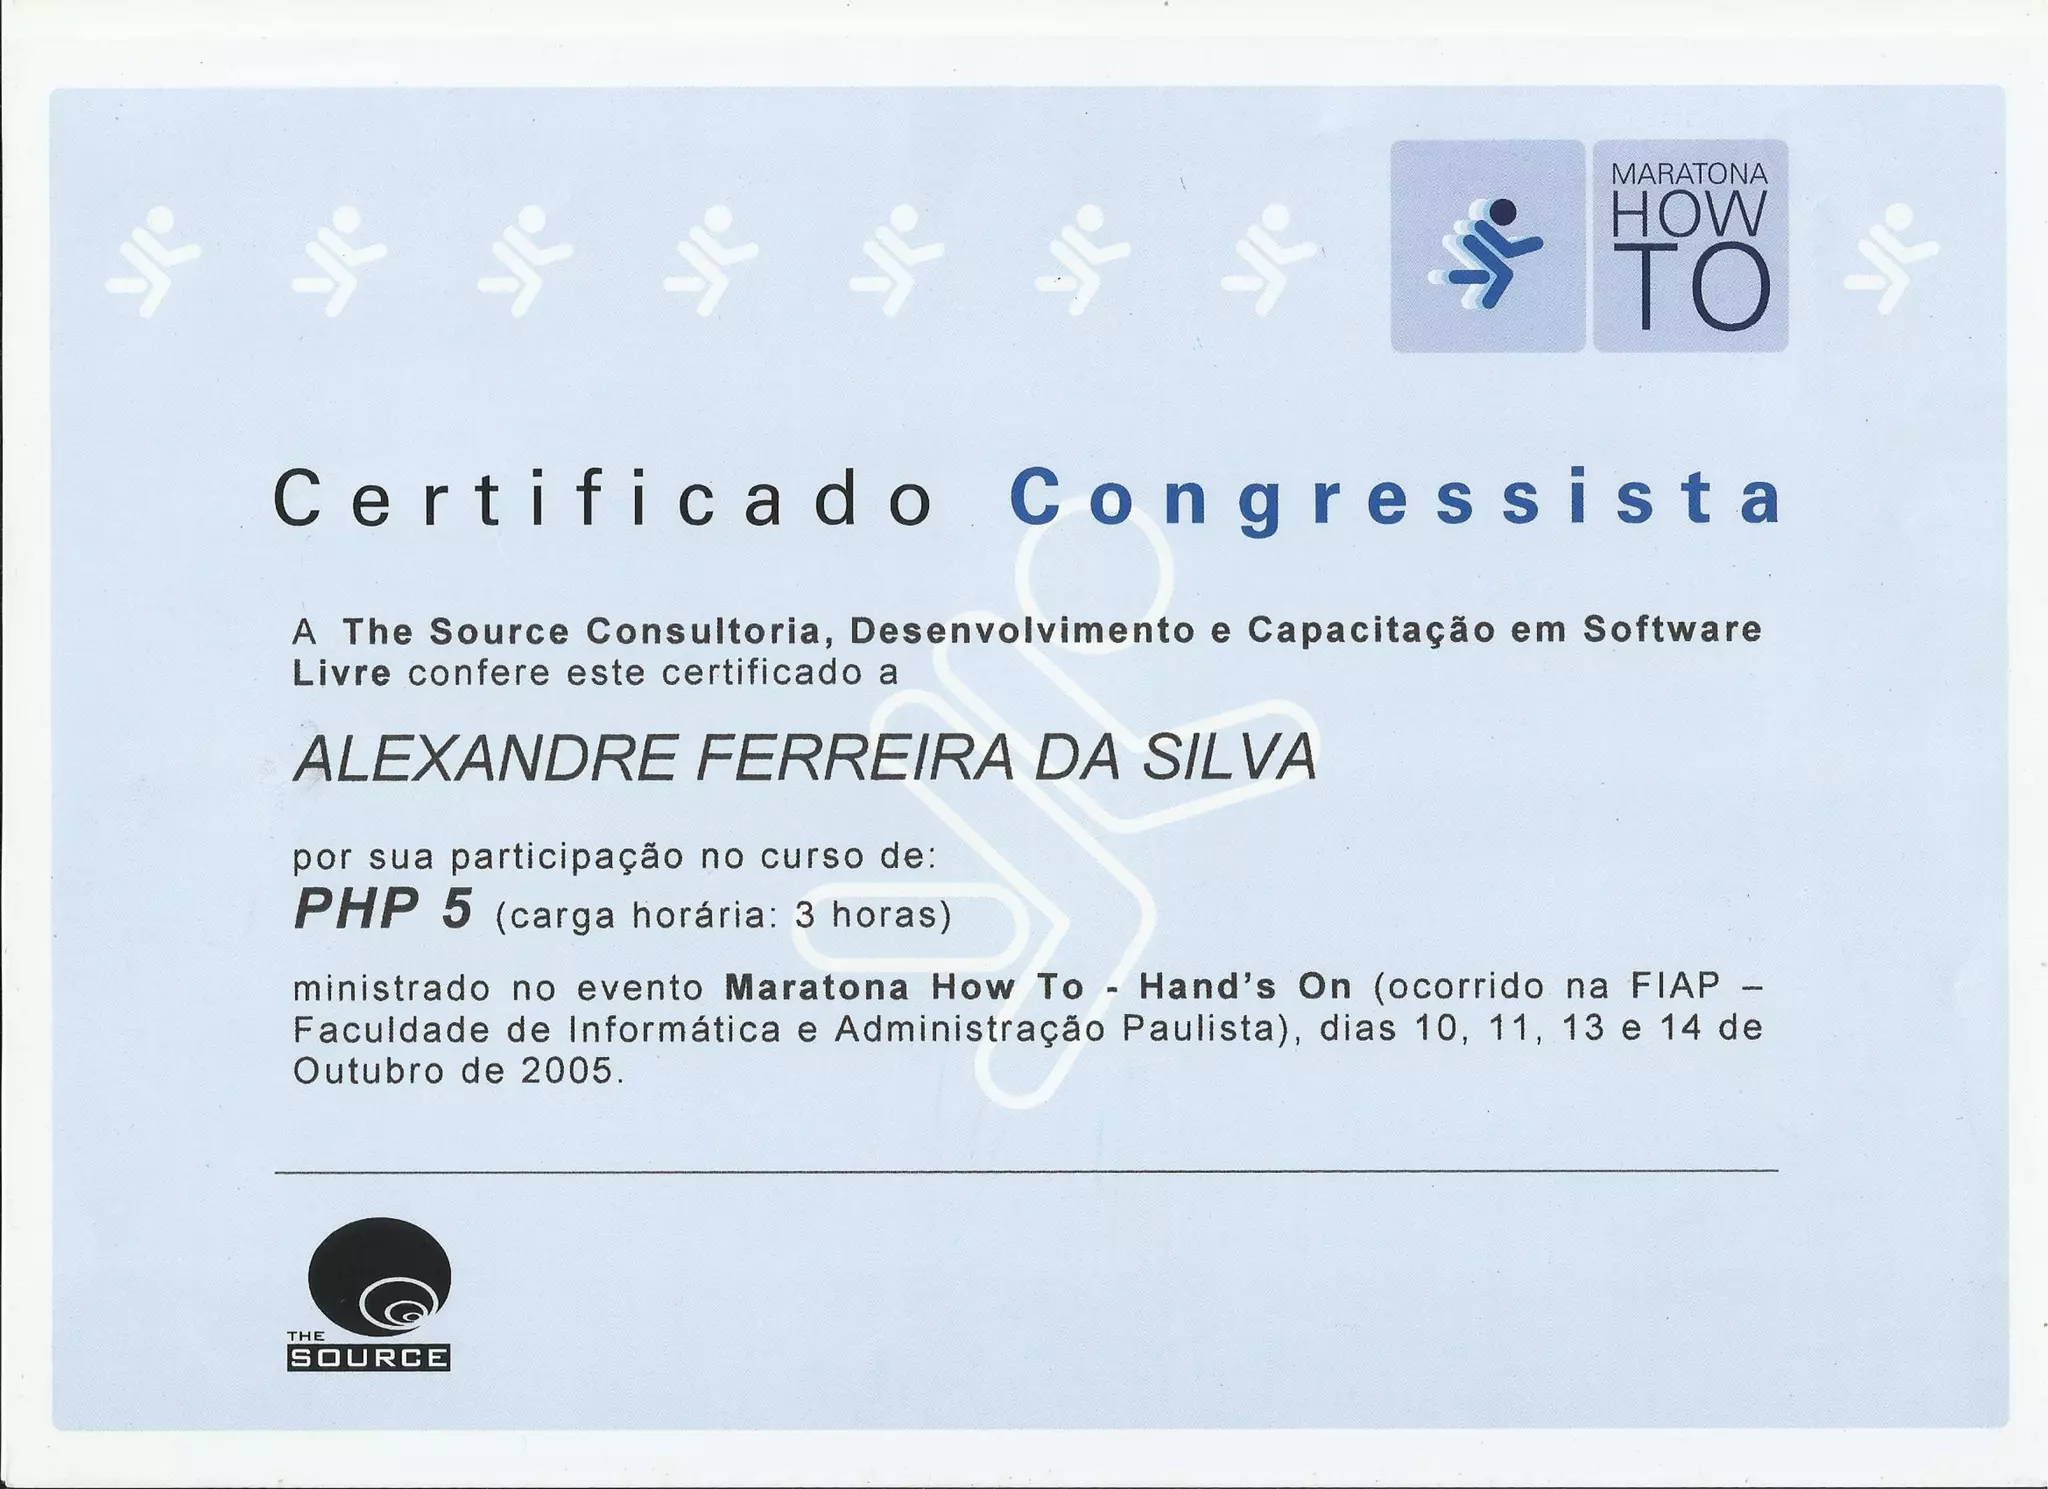 MARATONA
HOW
TO
Certificado Congressista
A The Source Consultoria, Desenvolvimento e Capacitação em Software
Livre confere este certificado a
ALEXANDRE FERREIRA DA SILVA
por sua participação no curso de:
PHP 5 (carga horária: 3 horas)
ministrado no evento Maratona How To - Hand's On (ocorrido na FIAP –
Faculdade de Informática e Administração Paulista), dias 10, 11, 13 e 14 de
Outubro de 2005.
THE
SOURCE